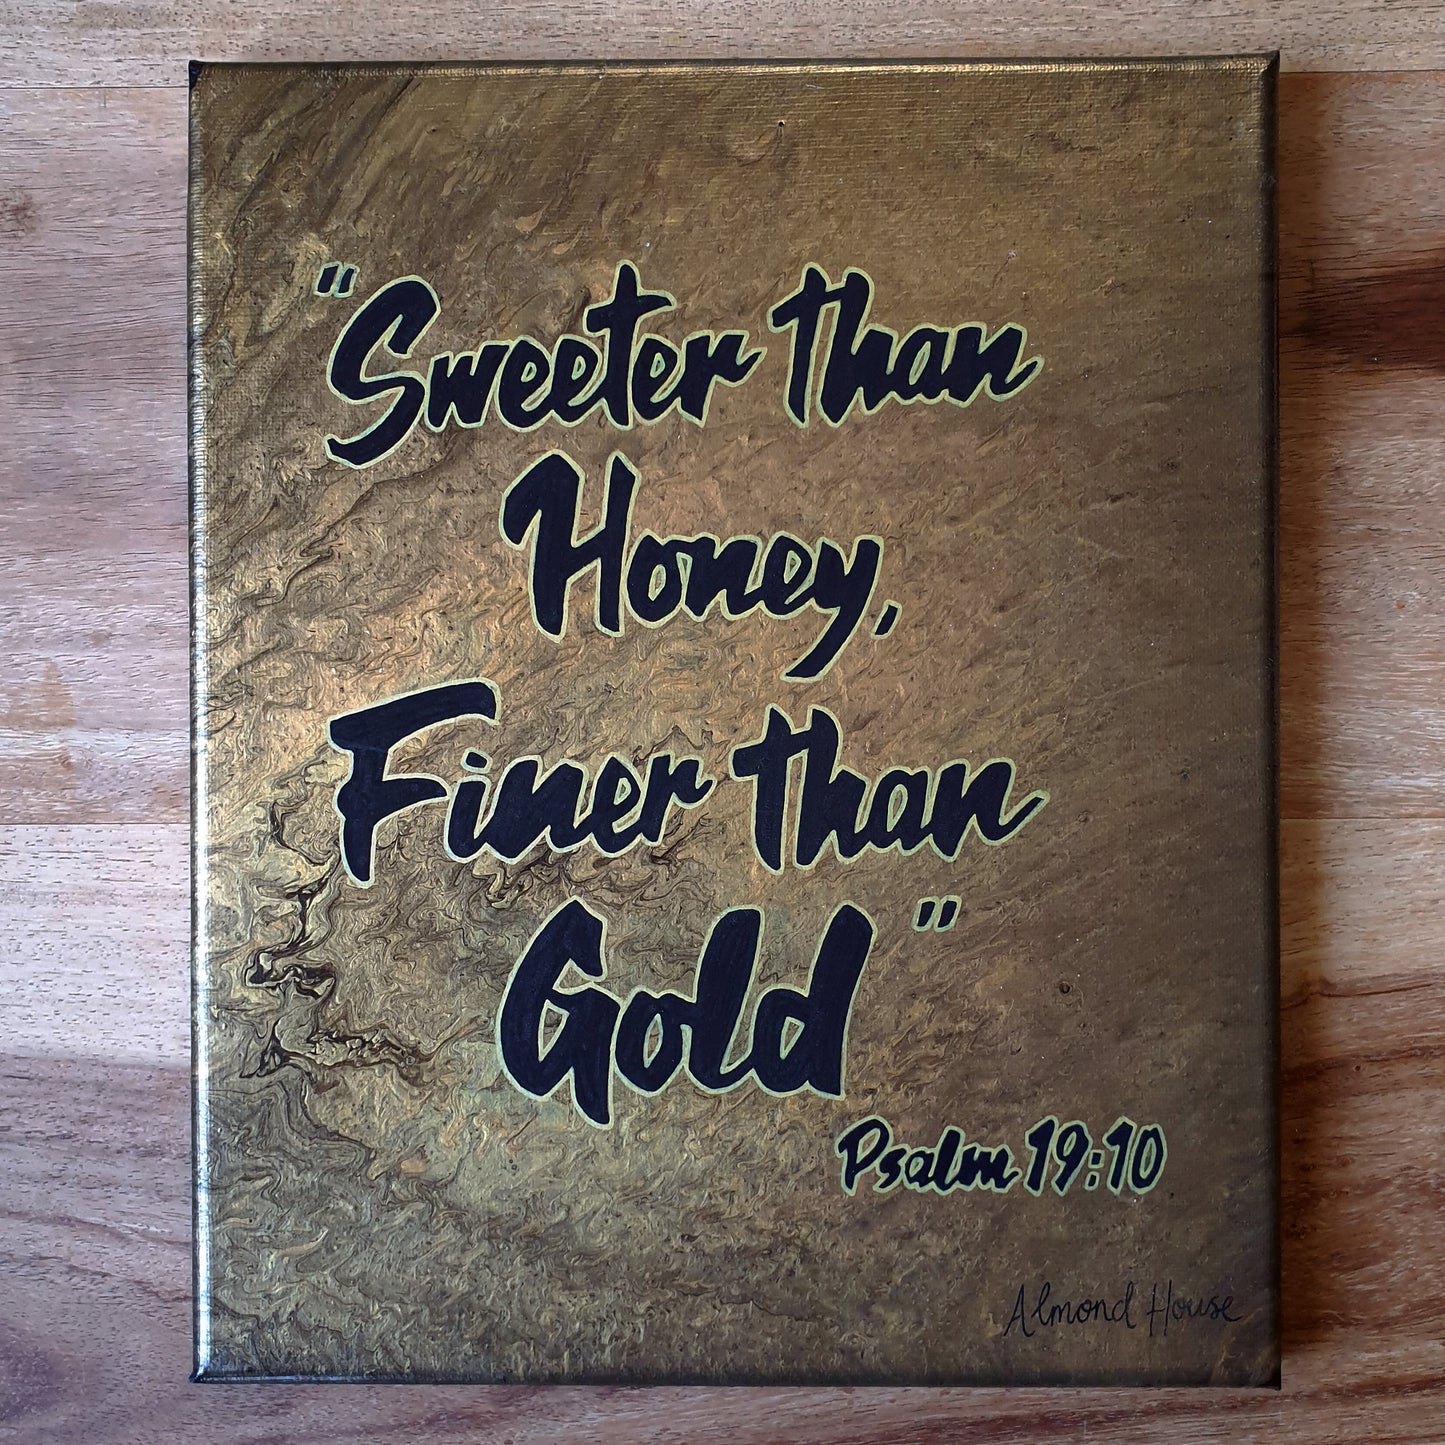 "Sweeter than
Honey,
Finer than
Gold"
Psalm 19:10
Almond House